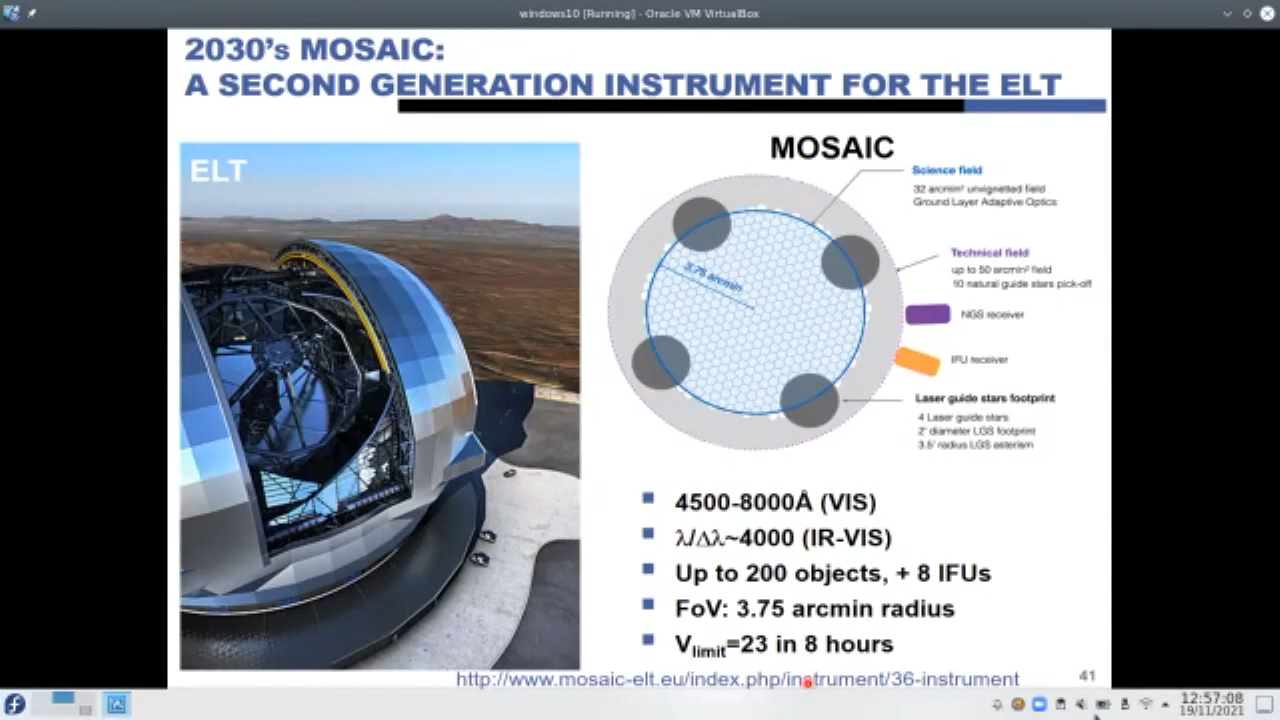 windows10 [Running] - Oracle VM VirtualBox
2030's MOSAIC:
A SECOND GENERATION INSTRUMENT FOR THE ELT
ELT
MOSAIC
Science field
32 arcmin² unvignetted field
Ground Layer Adaptive Optics
3.75 arcmin
Technical field
up to 50 arcmin² field
10 natural guide stars pick-off
NGS receiver
IFU receiver
Laser guide stars footprint
4 Laser guide stars
2' diameter LGS footprint
3.5' radius LGS asterism
4500-8000Å (VIS)
λ/Δλ~4000 (IR-VIS)
Up to 200 objects, + 8 IFUs
FoV: 3.75 arcmin radius
Vlimit=23 in 8 hours
http://www.mosaic-elt.eu/index.php/instrument/36-instrument
41
12:57:08
19/11/2021